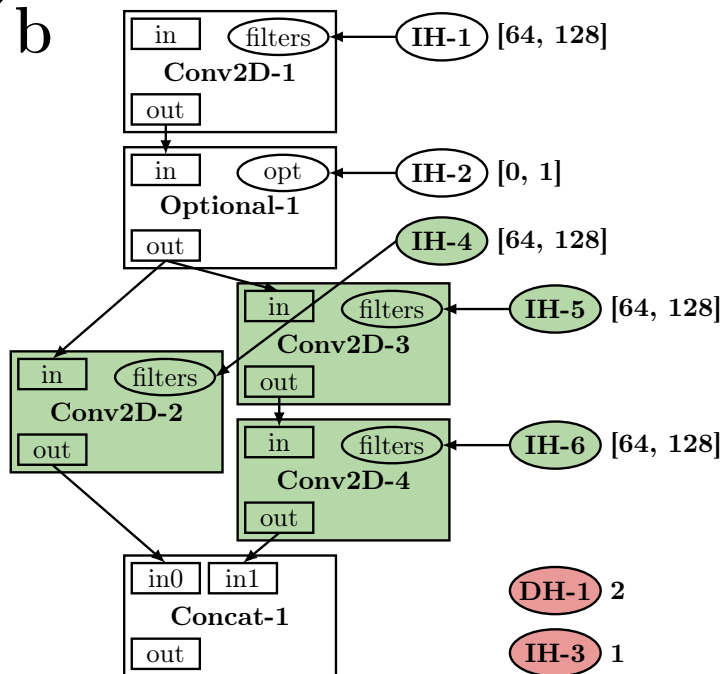 b
in filters IH-1 [64, 128]
Conv2D-1
out
in opt IH-2 [0, 1]
Optional-1
out IH-4 [64, 128]
in filters IH-5 [64, 128]
Conv2D-3
in filters
out
Conv2D-2
in filters IH-6 [64, 128]
out
Conv2D-4
out
in0 in1 DH-1 2
Concat-1
out IH-3 1